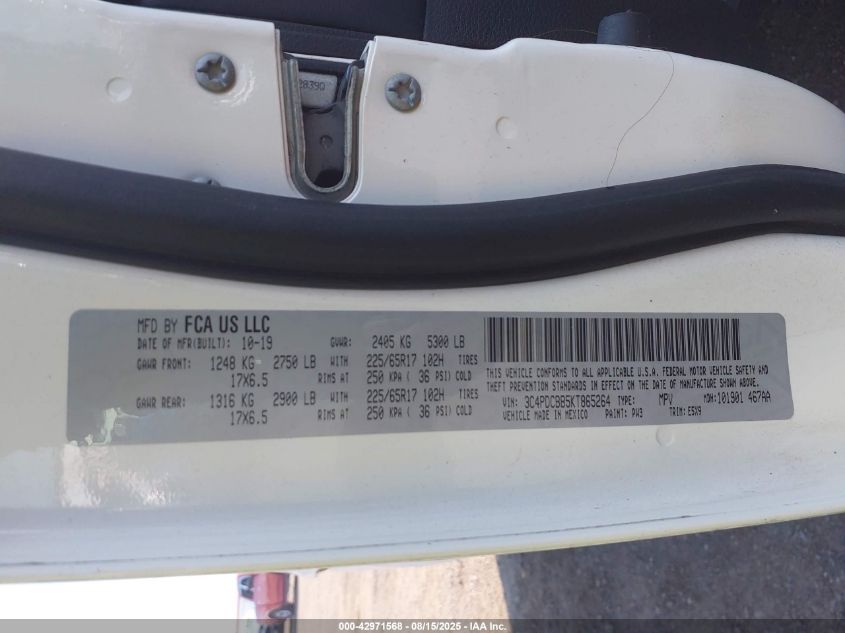 2839Q
MFD BY FCA US LLC
DATE OF MFR(BUILT): 10-19 GVWR: 2405 KG 5300 LB
GAWR FRONT: 1248 KG 2750 LB WITH 225/65R17 102H TIRES
17X6.5 RIMS AT 250 KPA ( 36 PSI) COLD
GAWR REAR: 1316 KG 2900 LB WITH 225/65R17 102H TIRES
17X6.5 RIMS AT 250 KPA ( 36 PSI) COLD
THIS VEHICLE CONFORMS TO ALL APPLICABLE U.S.A. FEDERAL MOTOR VEHICLE SAFETY AND
THEFT PREVENTION STANDARDS IN EFFECT ON THE DATE OF MANUFACTURE SHOWN ABOVE.
VIN: 3C4PDCBB5KT865264 TYPE: MPV MDH:101901 467AA
VEHICLE MADE IN MEXICO PAINT: PW3 TRIM: E5X9
000-42971568 - 08/15/2025 - IAA Inc.